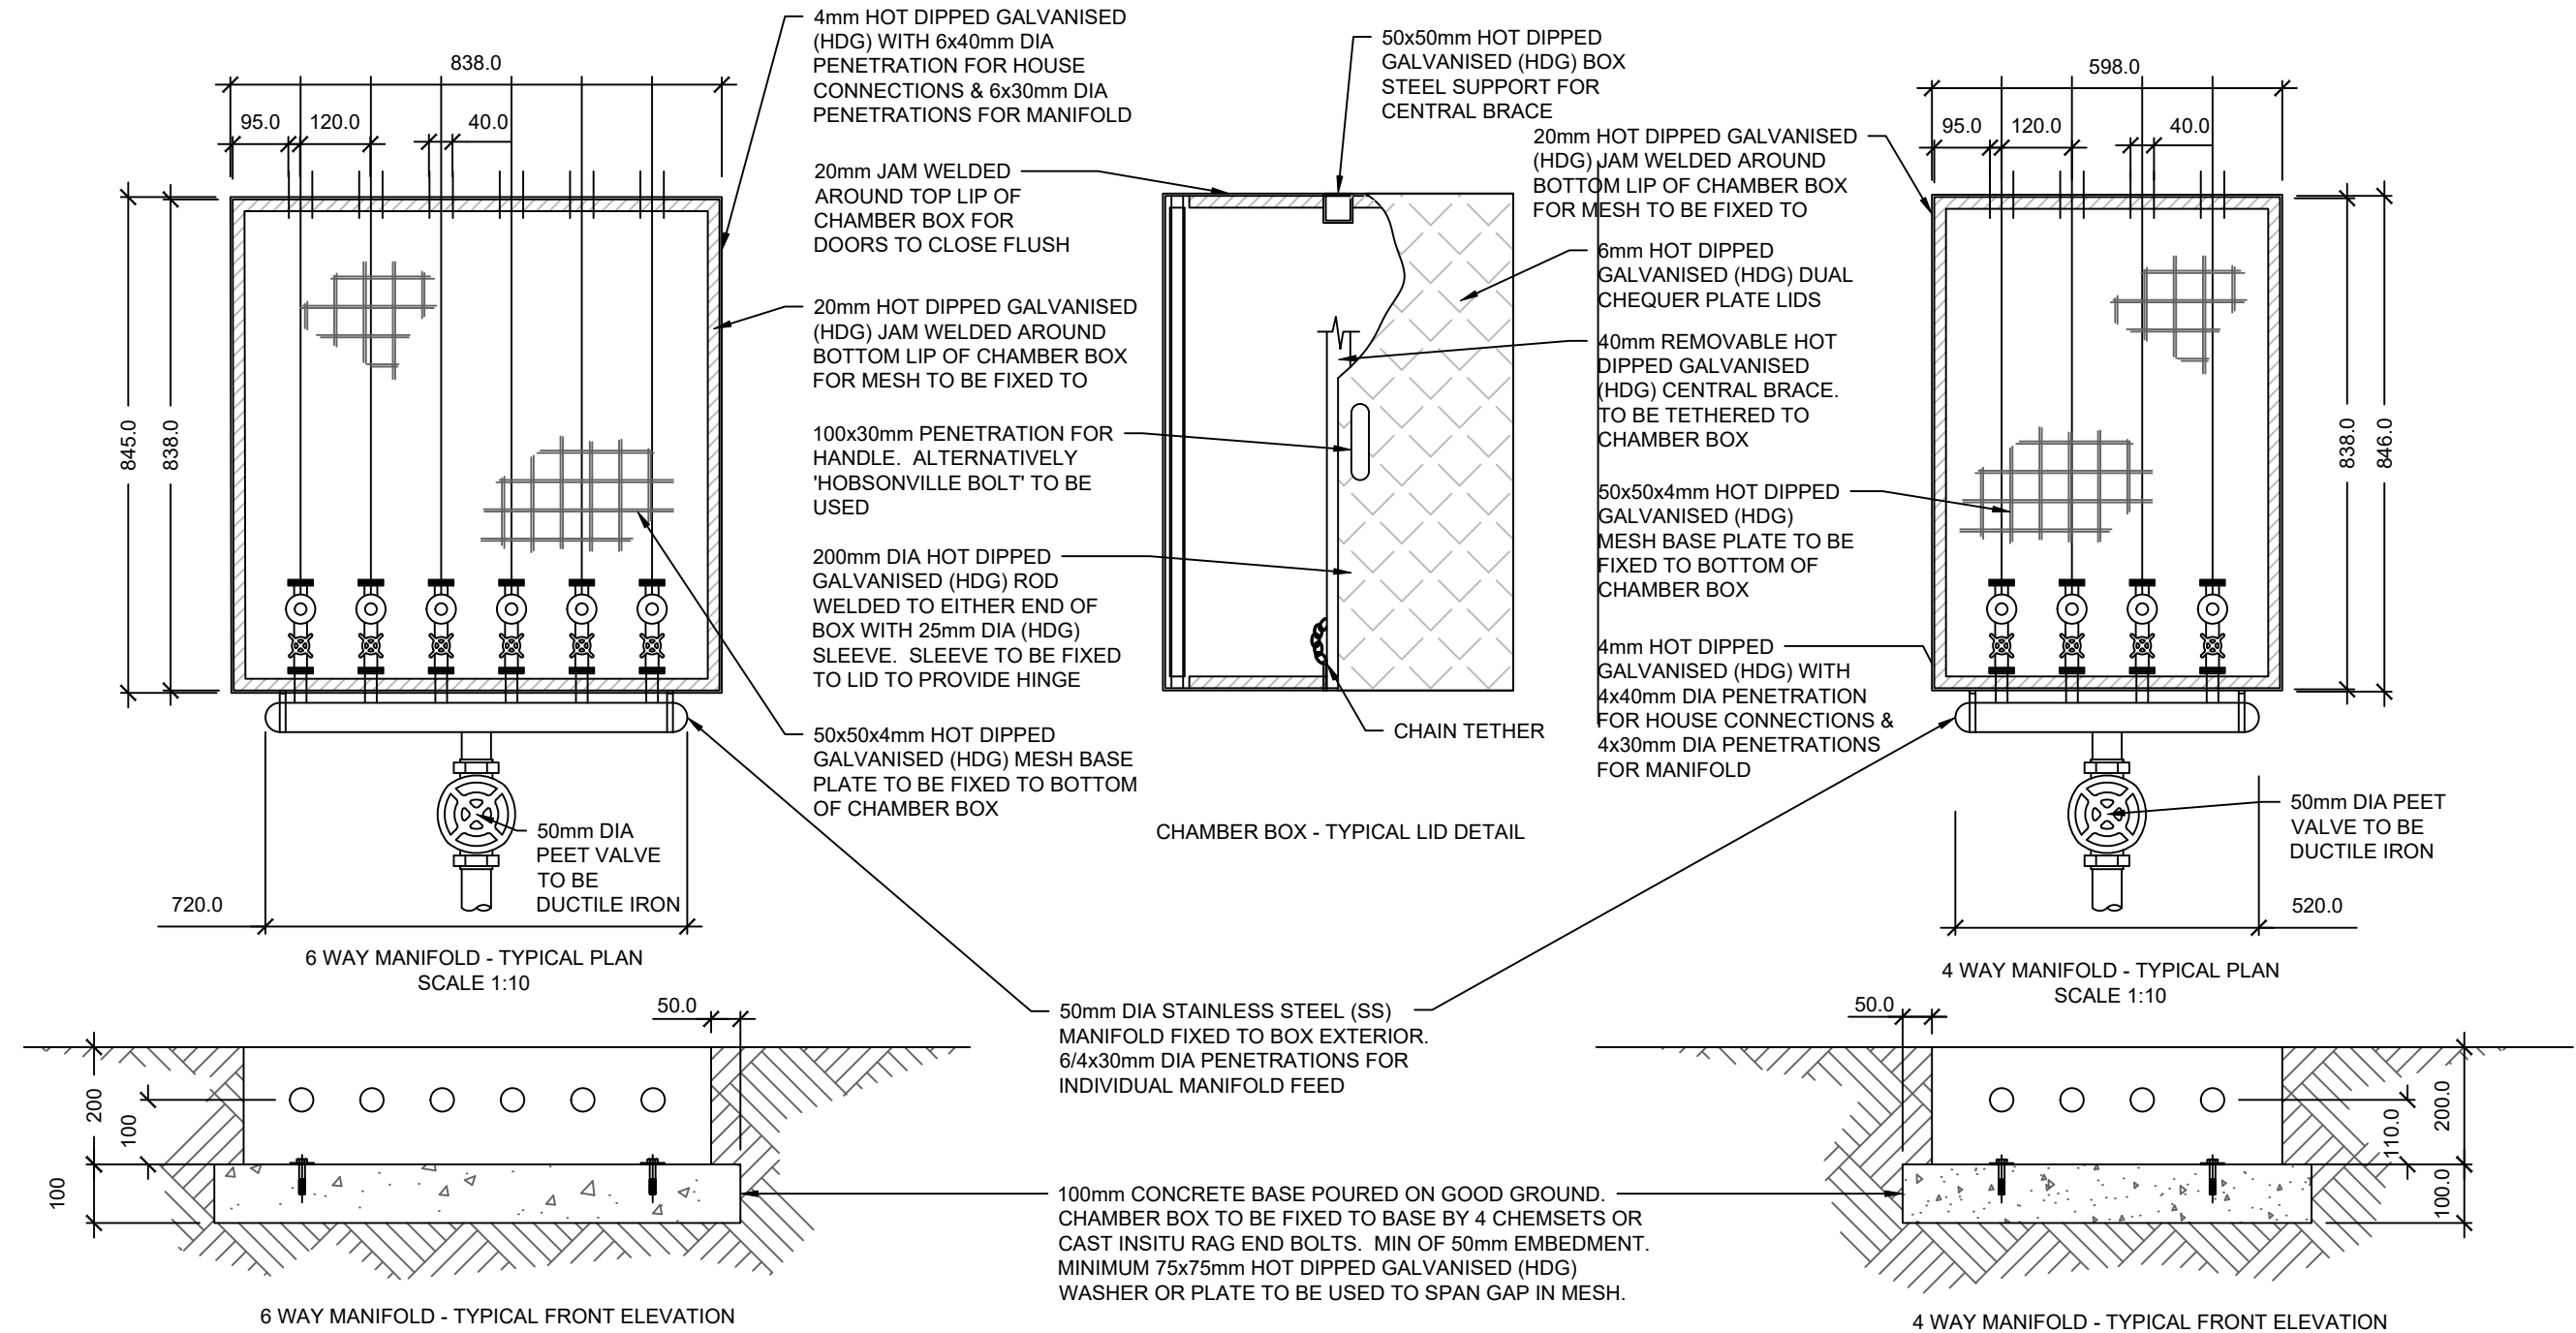 838.0
95.0
120.0
40.0
845.0
838.0
50mm DIA
PEET VALVE
TO BE
DUCTILE IRON
720.0
6 WAY MANIFOLD - TYPICAL PLAN
SCALE 1:10
4mm HOT DIPPED GALVANISED
(HDG) WITH 6x40mm DIA
PENETRATION FOR HOUSE
CONNECTIONS & 6x30mm DIA
PENETRATIONS FOR MANIFOLD
20mm JAM WELDED
AROUND TOP LIP OF
CHAMBER BOX FOR
DOORS TO CLOSE FLUSH
20mm HOT DIPPED GALVANISED
(HDG) JAM WELDED AROUND
BOTTOM LIP OF CHAMBER BOX
FOR MESH TO BE FIXED TO
100x30mm PENETRATION FOR
HANDLE. ALTERNATIVELY
'HOBSONVILLE BOLT' TO BE
USED
200mm DIA HOT DIPPED
GALVANISED (HDG) ROD
WELDED TO EITHER END OF
BOX WITH 25mm DIA (HDG)
SLEEVE. SLEEVE TO BE FIXED
TO LID TO PROVIDE HINGE
50x50x4mm HOT DIPPED
GALVANISED (HDG) MESH BASE
PLATE TO BE FIXED TO BOTTOM
OF CHAMBER BOX
50x50mm HOT DIPPED
GALVANISED (HDG) BOX
STEEL SUPPORT FOR
CENTRAL BRACE
20mm HOT DIPPED GALVANISED
(HDG) JAM WELDED AROUND
BOTTOM LIP OF CHAMBER BOX
FOR MESH TO BE FIXED TO
6mm HOT DIPPED
GALVANISED (HDG) DUAL
CHEQUER PLATE LIDS
40mm REMOVABLE HOT
DIPPED GALVANISED
(HDG) CENTRAL BRACE.
TO BE TETHERED TO
CHAMBER BOX
50x50x4mm HOT DIPPED
GALVANISED (HDG)
MESH BASE PLATE TO BE
FIXED TO BOTTOM OF
CHAMBER BOX
4mm HOT DIPPED
GALVANISED (HDG) WITH
4x40mm DIA PENETRATION
FOR HOUSE CONNECTIONS &
4x30mm DIA PENETRATIONS
FOR MANIFOLD
CHAIN TETHER
CHAMBER BOX - TYPICAL LID DETAIL
598.0
95.0
120.0
40.0
838.0
846.0
50mm DIA PEET
VALVE TO BE
DUCTILE IRON
520.0
4 WAY MANIFOLD - TYPICAL PLAN
SCALE 1:10
50mm DIA STAINLESS STEEL (SS)
MANIFOLD FIXED TO BOX EXTERIOR.
6/4x30mm DIA PENETRATIONS FOR
INDIVIDUAL MANIFOLD FEED
50.0
200
100
100
6 WAY MANIFOLD - TYPICAL FRONT ELEVATION
100mm CONCRETE BASE POURED ON GOOD GROUND.
CHAMBER BOX TO BE FIXED TO BASE BY 4 CHEMSETS OR
CAST INSITU RAG END BOLTS. MIN OF 50mm EMBEDMENT.
MINIMUM 75x75mm HOT DIPPED GALVANISED (HDG)
WASHER OR PLATE TO BE USED TO SPAN GAP IN MESH.
50.0
110.0
200.0
100.0
4 WAY MANIFOLD - TYPICAL FRONT ELEVATION